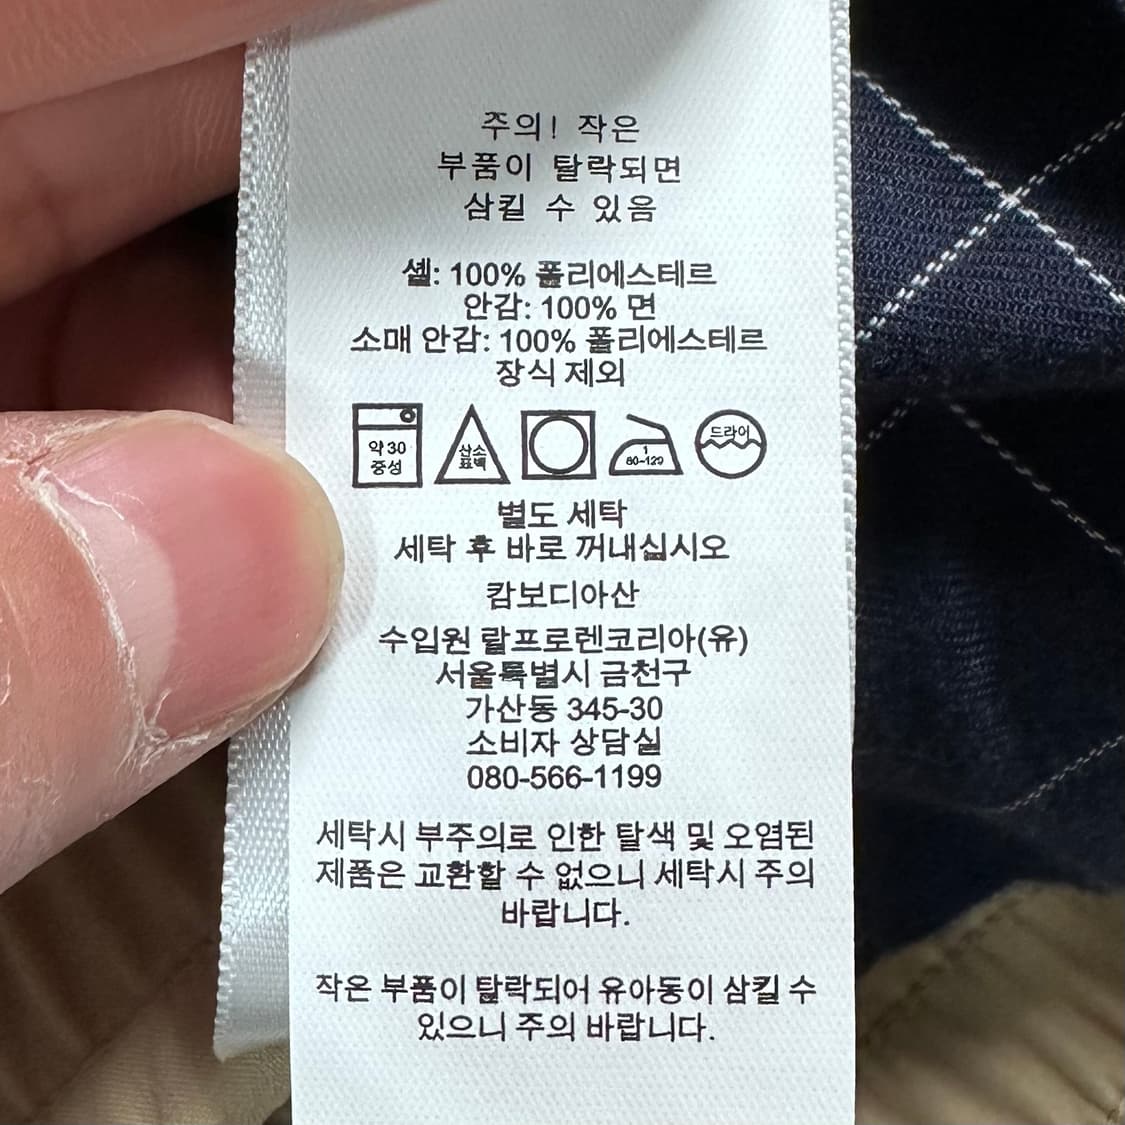 주의! 작은
부품이 탈락되면
삼킬 수 있음
셸: 100% 폴리에스테르
안감: 100% 면
소매 안감: 100% 폴리에스테르
장식 제외
약 30
중성
산소
표백
1
80-120
드라이
별도 세탁
세탁 후 바로 꺼내십시오
캄보디아산
수입원 랄프로렌코리아(유)
서울특별시 금천구
가산동 345-30
소비자 상담실
080-566-1199
세탁시 부주의로 인한 탈색 및 오염된
제품은 교환할 수 없으니 세탁시 주의
바랍니다.
작은 부품이 탈락되어 유아동이 삼킬 수
있으니 주의 바랍니다.